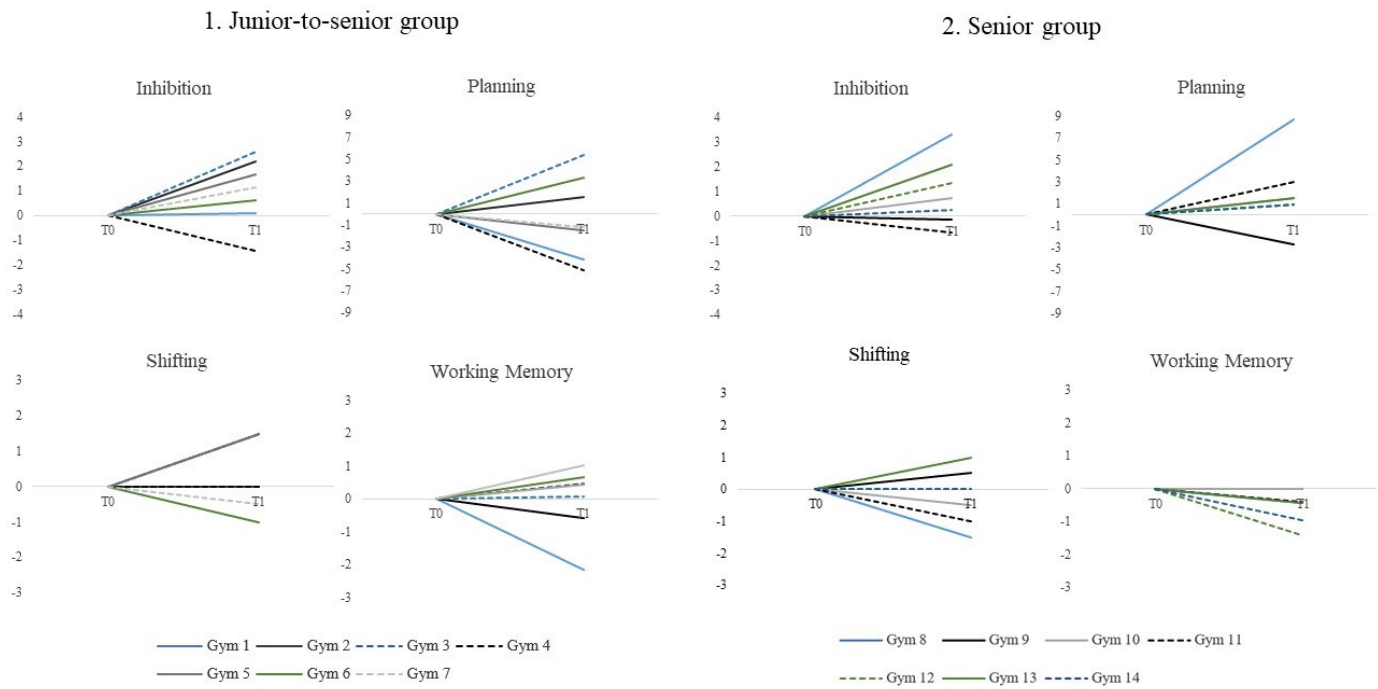 1. Junior-to-senior group
Inhibition
4
3
2
1
0
-1
-2
-3
-4
T0
T1
Planning
9
7
5
3
1
-1
-3
-5
-7
-9
T0
T1
Shifting
3
2
1
0
-1
-2
-3
T0
T1
Working Memory
3
2
1
0
-1
-2
-3
T0
T1
Gym 1 Gym 2 Gym 3 Gym 4
Gym 5 Gym 6 Gym 7
2. Senior group
Inhibition
4
3
2
1
0
-1
-2
-3
-4
T0
T1
Planning
9
7
5
3
1
-1
-3
-5
-7
-9
T0
T1
Shifting
3
2
1
0
-1
-2
-3
T0
T1
Working Memory
3
2
1
0
-1
-2
-3
T0
T1
Gym 8 Gym 9 Gym 10 Gym 11
Gym 12 Gym 13 Gym 14